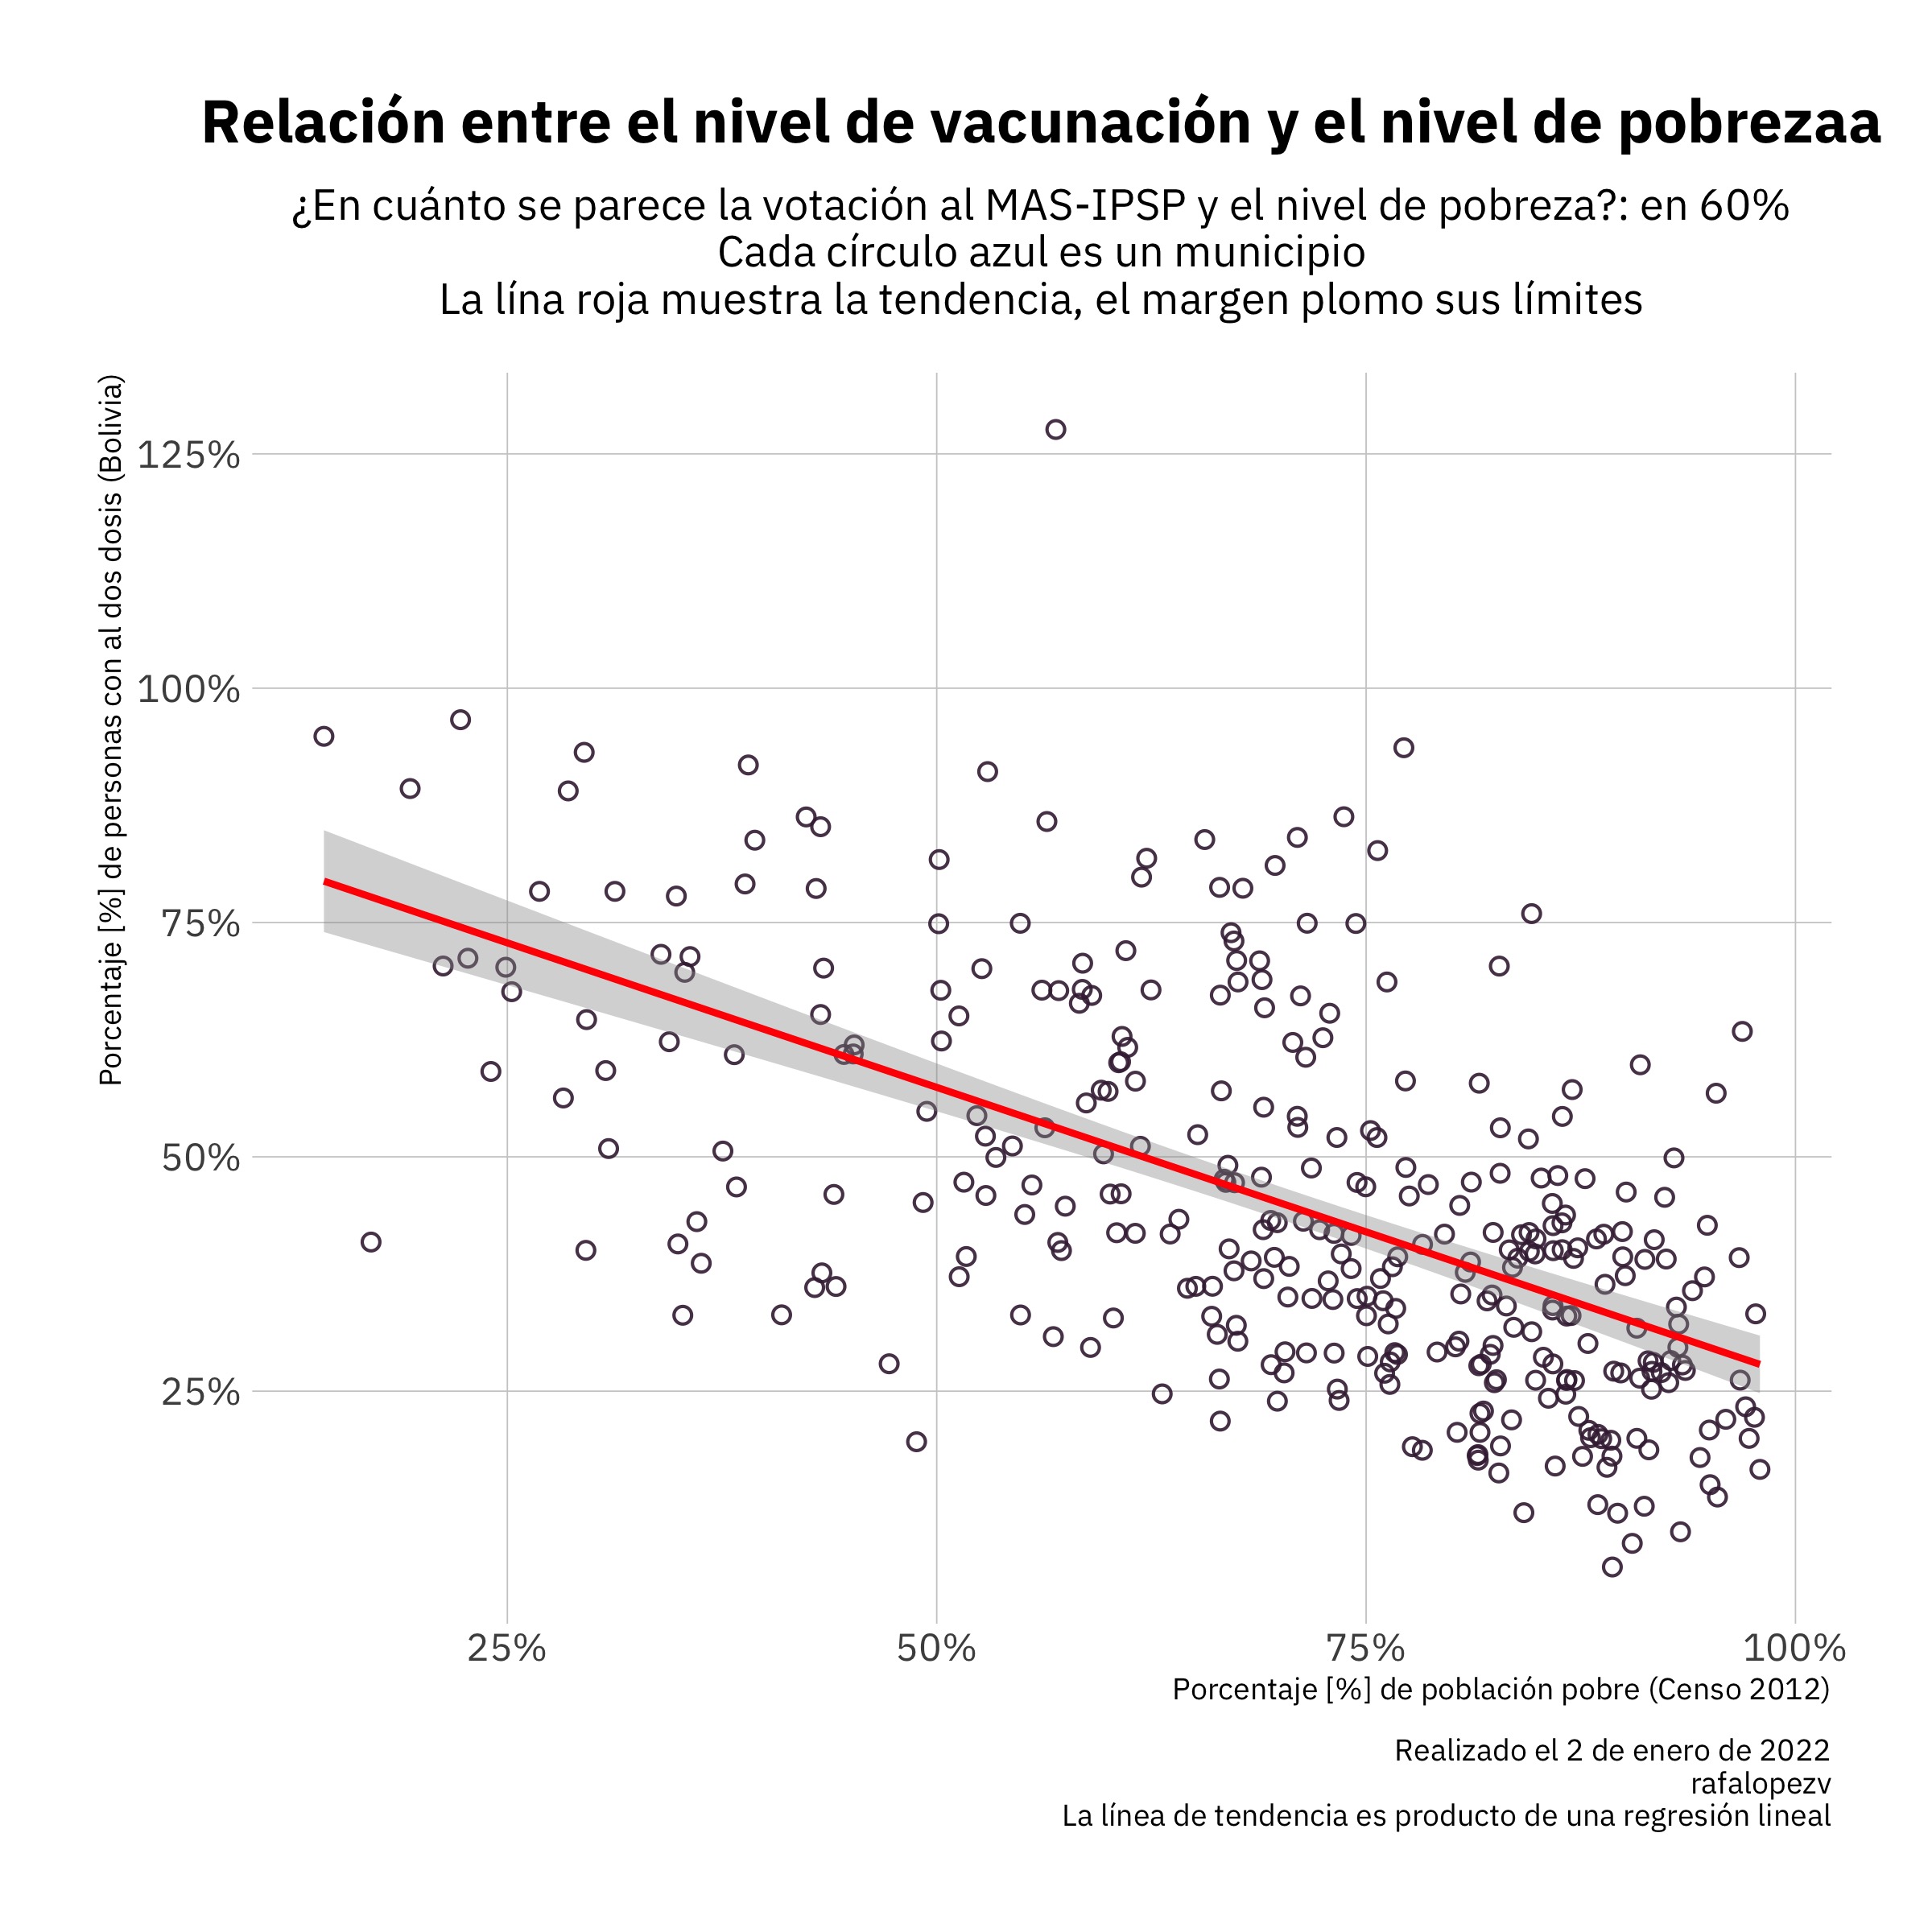 Relación entre el nivel de vacunación y el nivel de pobrezaa
¿En cuánto se parece la votación al MAS-IPSP y el nivel de pobreza?: en 60%
Cada círculo azul es un municipio
La lína roja muestra la tendencia, el margen plomo sus límites
Porcentaje [%] de personas con al dos dosis (Bolivia)
125%
100%
75%
50%
25%
25%
50%
75%
100%
Porcentaje [%] de población pobre (Censo 2012)
Realizado el 2 de enero de 2022
rafalopezv
La línea de tendencia es producto de una regresión lineal